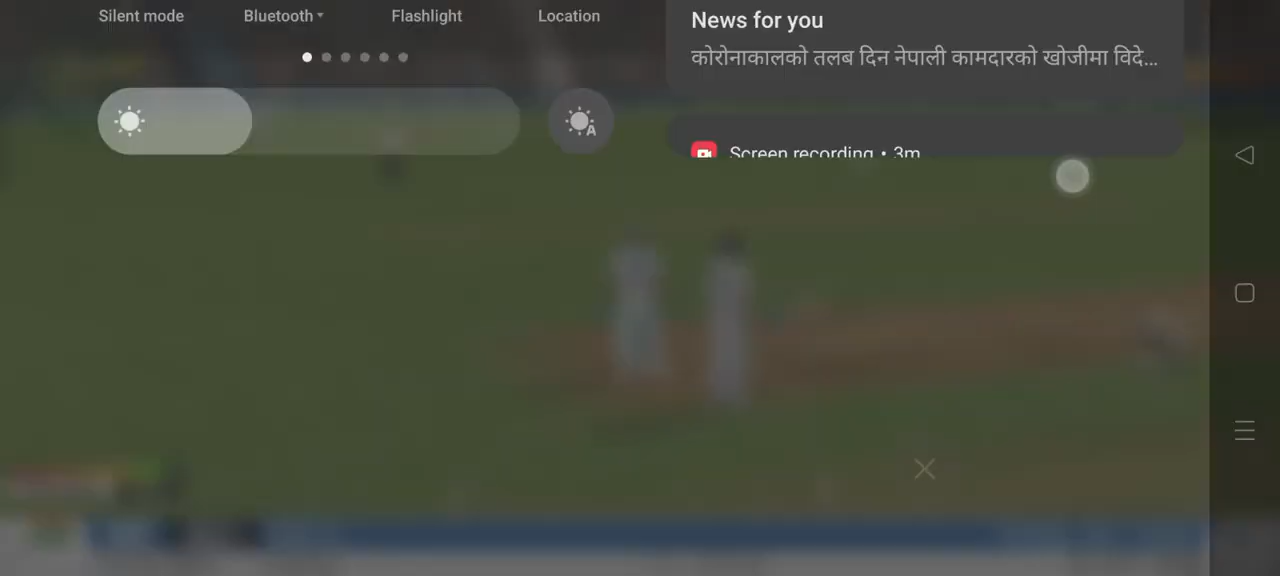 Silent mode
Bluetooth
Flashlight
Location
News for you
कोरोनाकालको तलब दिन नेपाली कामदारको खोजीमा विदे...
A
Screen recording • 3m